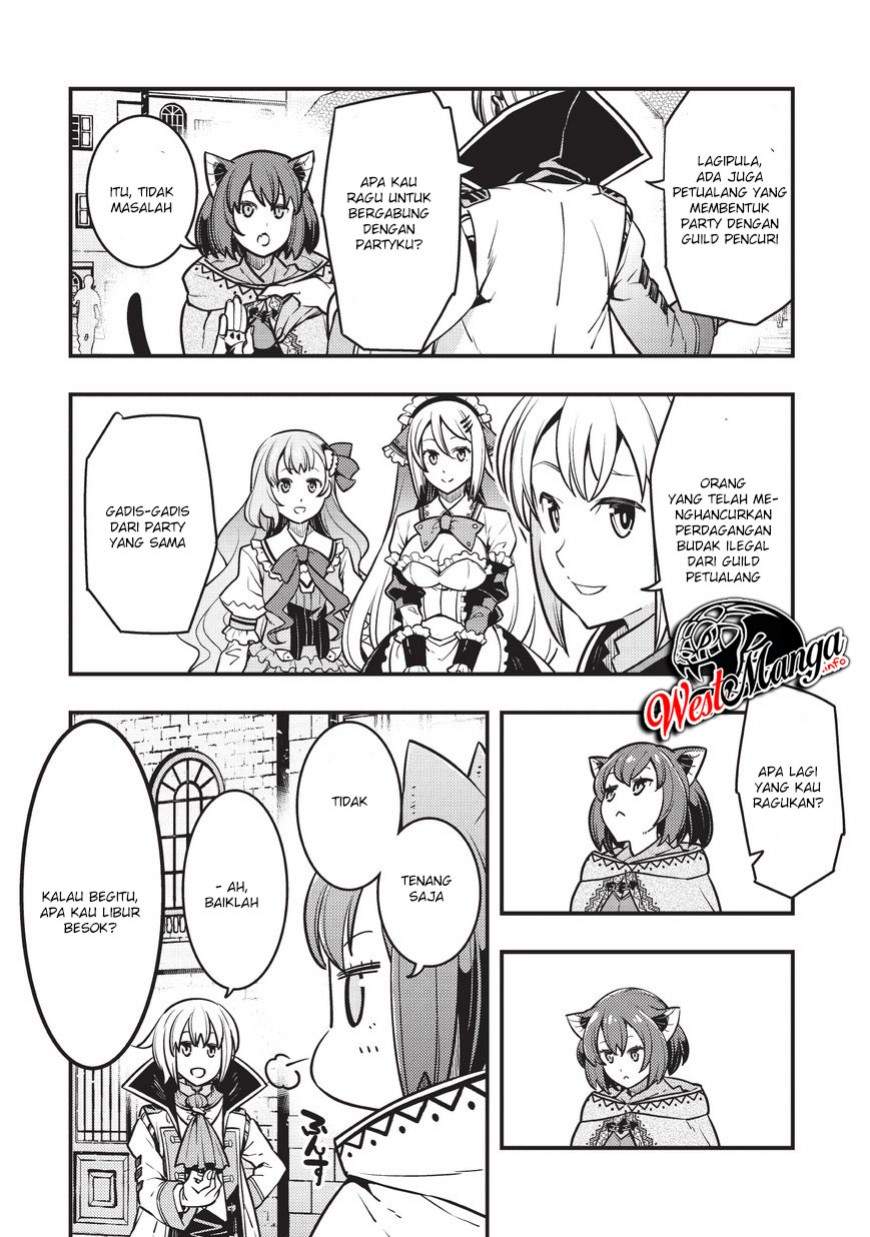 LAGIPULA,
ADA JUGA
PETUALANG YANG
MEMBENTUK
PARTY DENGAN
GUILD PENCURI
APA KAU
RAGU UNTUK
BERGABUNG
DENGAN
PARTYKU?
ITU, TIDAK
MASALAH
ORANG
YANG TELAH ME-
NGHANCURKAN
PERDAGANGAN
BUDAK ILEGAL
DARI GUILD
PETUALANG
GADIS-GADIS
DARI PARTY
YANG SAMA
WestManga
.info
APA LAGI
YANG KAU
RAGUKAN?
TIDAK
TENANG
SAJA
- AH,
BAIKLAH
KALAU BEGITU,
APA KAU LIBUR
BESOK?
ふんす